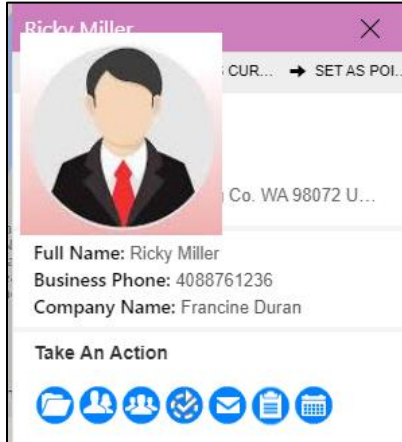 Ricky Miller
CUR... → SET AS POI...
Co. WA 98072 U...
Full Name: Ricky Miller
Business Phone: 4088761236
Company Name: Francine Duran
Take An Action